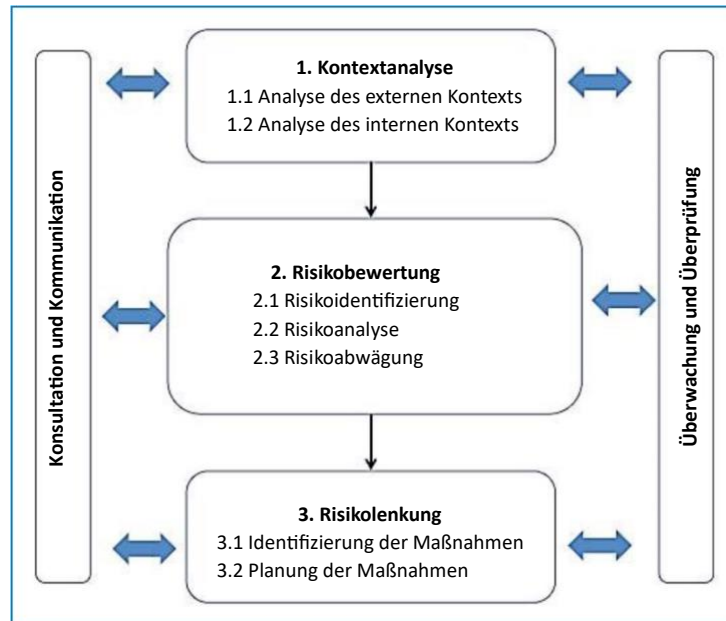 Konsultation und Kommunikation
1. Kontextanalyse
1.1 Analyse des externen Kontexts
1.2 Analyse des internen Kontexts
2. Risikobewertung
2.1 Risikoidentifizierung
2.2 Risikoanalyse
2.3 Risikoabwägung
3. Risikolenkung
3.1 Identifizierung der Maßnahmen
3.2 Planung der Maßnahmen
Überwachung und Überprüfung